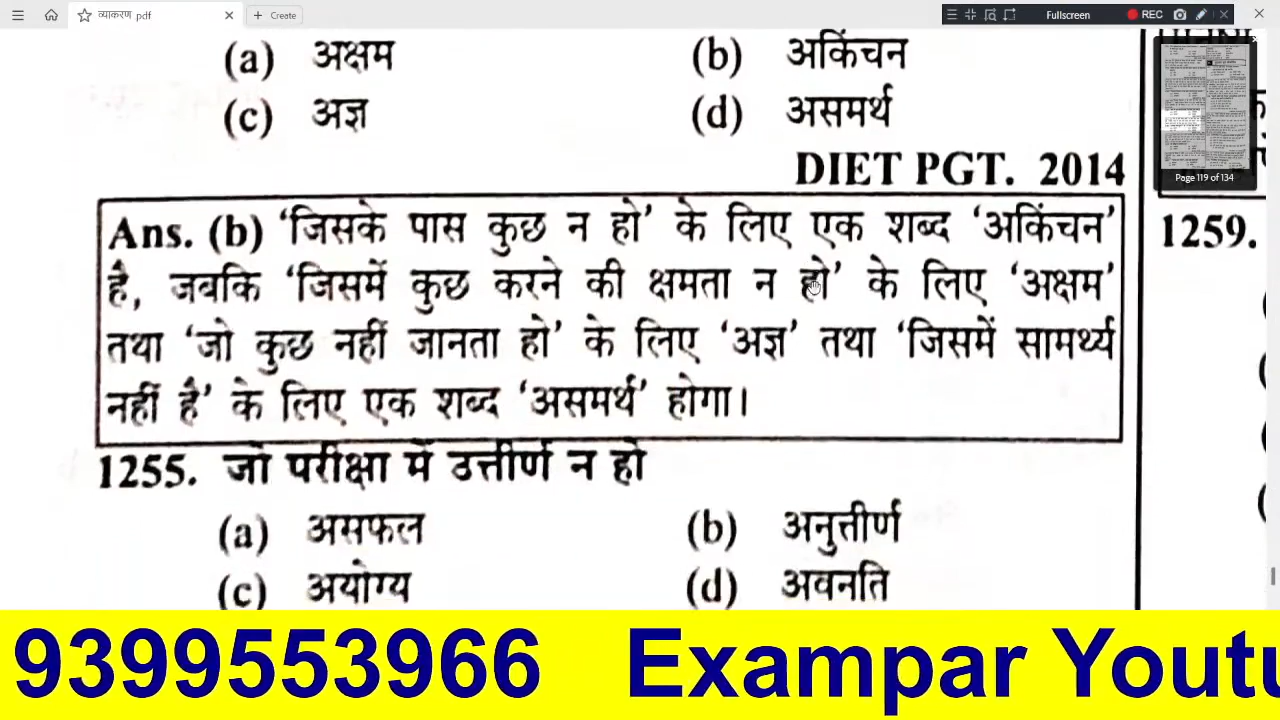 व्याकरण pdf
Create
Fullscreen
REC
(a) अक्षम (b) अकिंचन
(c) अज्ञ (d) असमर्थ
DIET PGT. 2014
Page 119 of 134
Ans. (b) ‘जिसके पास कुछ न हो’ के लिए एक शब्द ‘अकिंचन’
है, जबकि ‘जिसमें कुछ करने की क्षमता न हो’ के लिए ‘अक्षम’
तथा ‘जो कुछ नहीं जानता हो’ के लिए ‘अज्ञ’ तथा ‘जिसमें सामर्थ्य
नहीं है’ के लिए एक शब्द ‘असमर्थ’ होगा।
1259.
1255. जो परीक्षा में उत्तीर्ण न हो
(a) असफल (b) अनुत्तीर्ण
(c) अयोग्य (d) अवनति
9399553966 Exampar Youtu